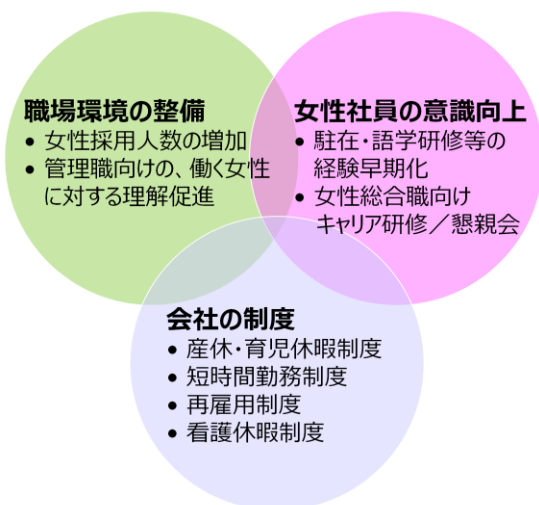 職場環境の整備
• 女性採用人数の増加
• 管理職向けの、働く女性
に対する理解促進
女性社員の意識向上
• 駐在・語学研修等の
経験早期化
• 女性総合職向け
キャリア研修／懇親会
会社の制度
• 産休・育児休暇制度
• 短時間勤務制度
• 再雇用制度
• 看護休暇制度